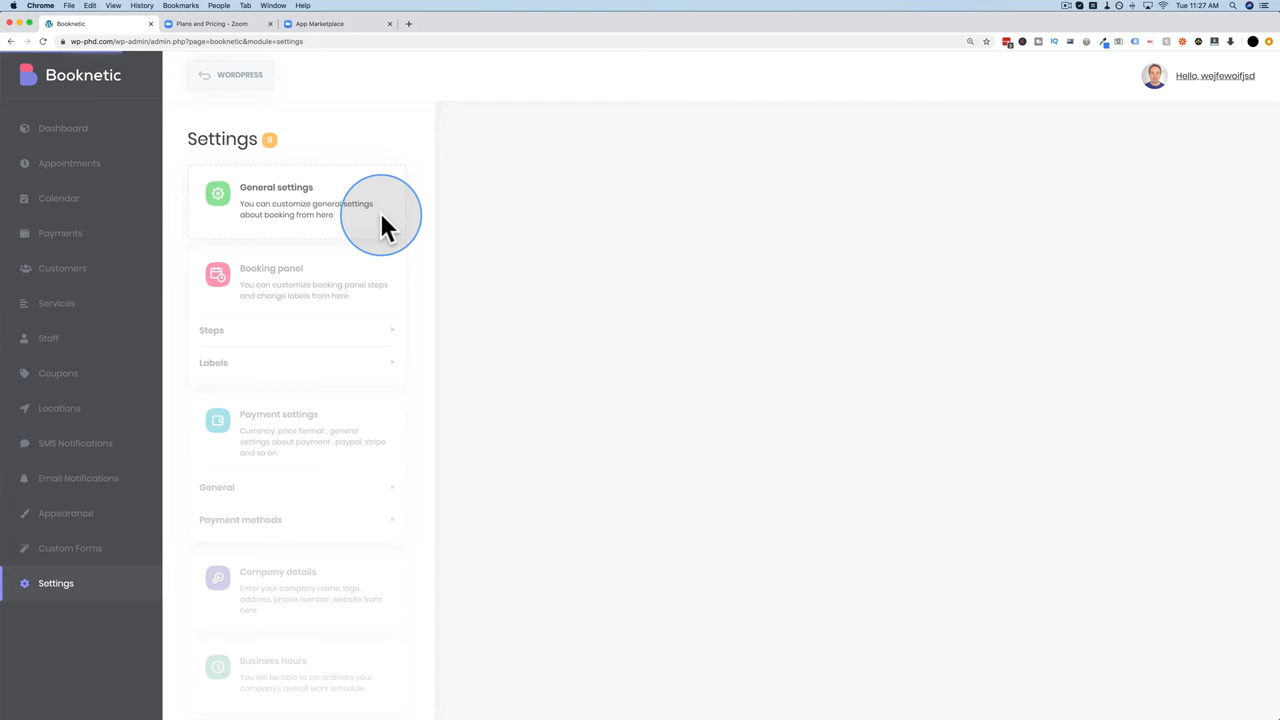 Chrome File Edit View History Bookmarks People Tab Window Help
Tue 11:27 AM
Booknetic
Plans and Pricing - Zoom
App Marketplace
wp-phd.com/wp-admin/admin.php?page=booknetic&module=settings
Booknetic
WORDPRESS
Hello, wejfewoifjsd
Dashboard
Appointments
Calendar
Payments
Customers
Services
Staff
Coupons
Locations
SMS Notifications
Email Notifications
Appearance
Custom Forms
Settings
Settings 9
General settings
You can customize general settings
about booking from here
Booking panel
You can customize booking panel steps
and change labels from here
Steps
Labels
Payment settings
Currency, price format , general
settings about payment , paypal, stripe
and so on
General
Payment methods
Company details
Enter your company name, logo,
address, phone number, website from
here
Business Hours
You will be able to co-ordinate your
company's overall work schedule